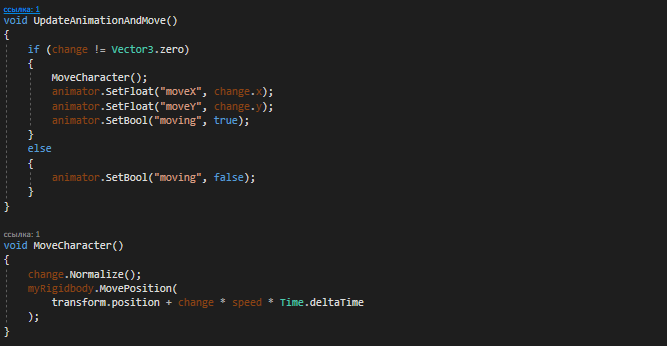 ссылка: 1
void UpdateAnimationAndMove()
{
if (change != Vector3.zero)
{
MoveCharacter();
animator.SetFloat("moveX", change.x);
animator.SetFloat("moveY", change.y);
animator.SetBool("moving", true);
}
else
{
animator.SetBool("moving", false);
}
}
ссылка: 1
void MoveCharacter()
{
change.Normalize();
myRigidbody.MovePosition(
transform.position + change * speed * Time.deltaTime
);
}